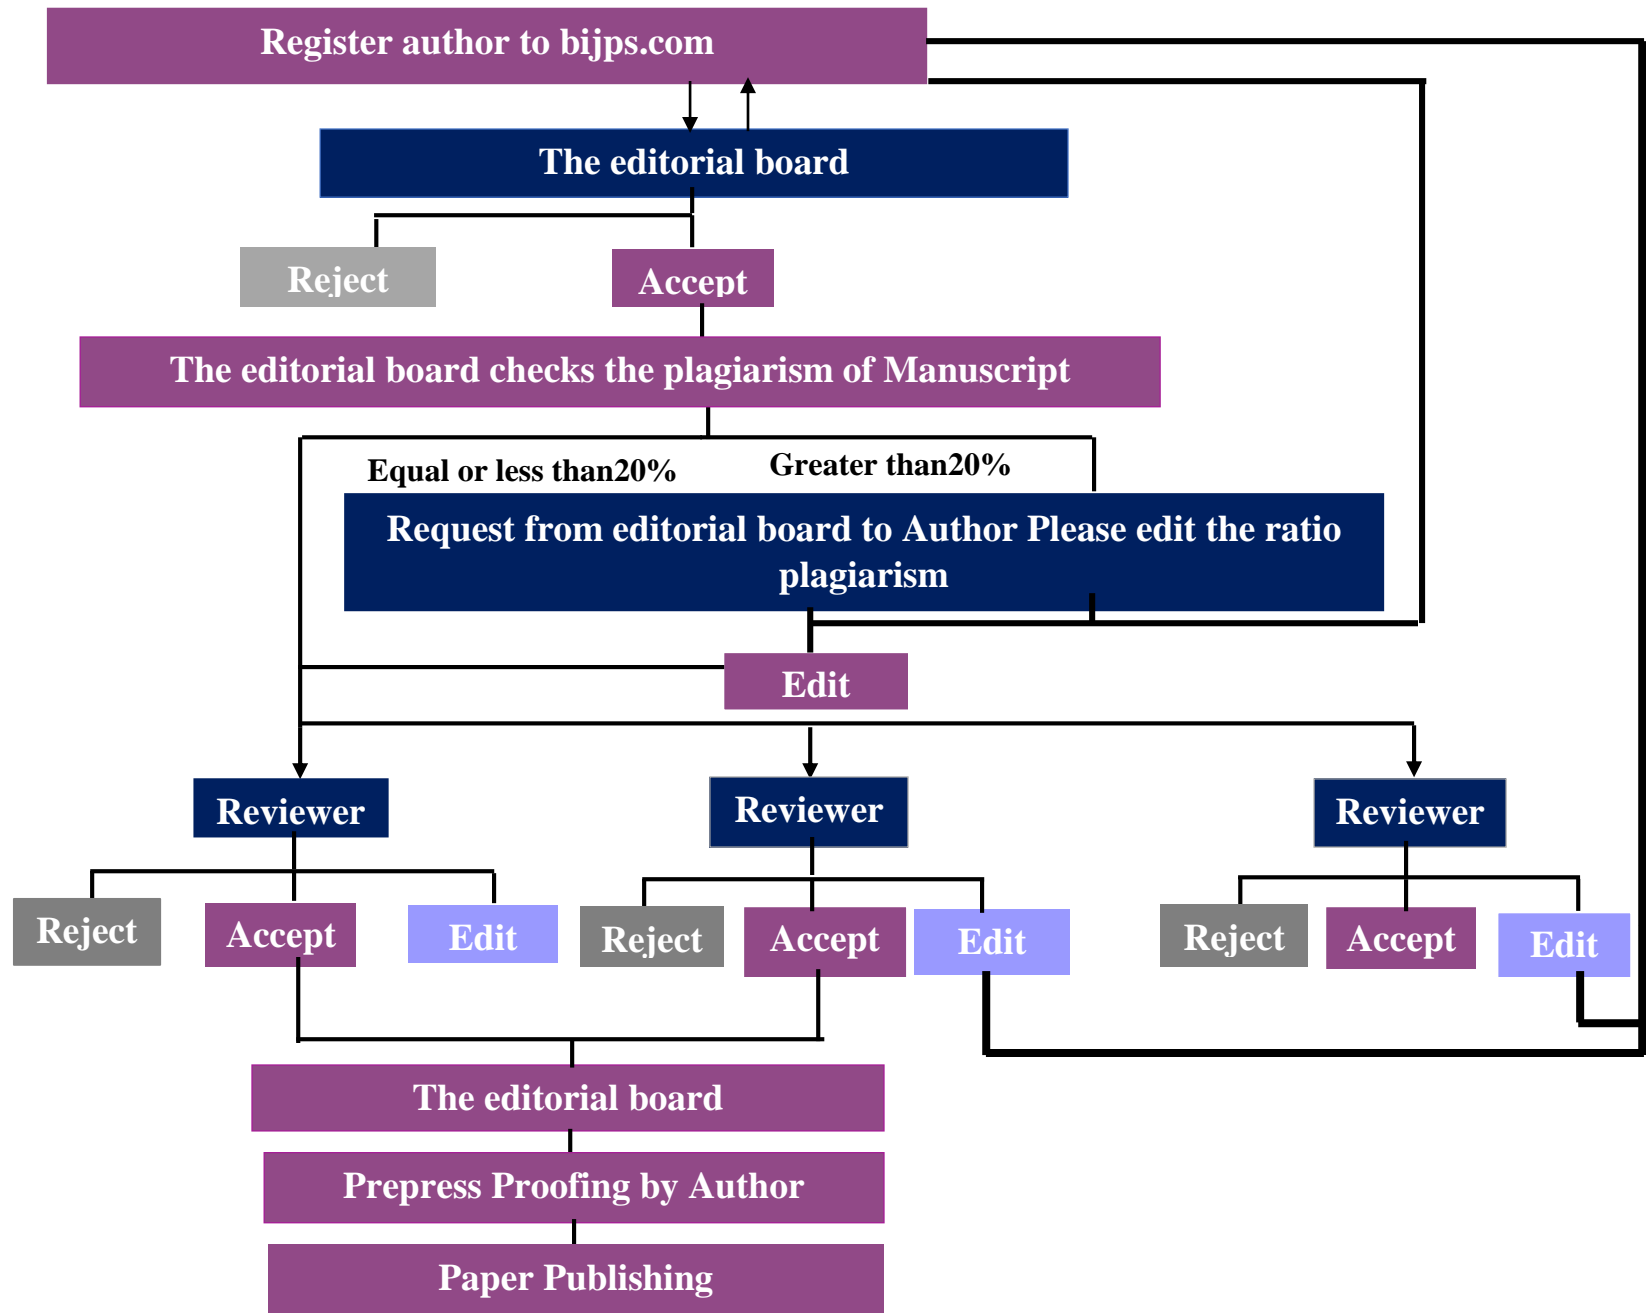 Register author to bijps.com
The editorial board
Reject
Accept
The editorial board checks the plagiarism of Manuscript
Equal or less than20%
Greater than20%
Request from editorial board to Author Please edit the ratio
plagiarism
Edit
Reviewer
Reviewer
Reviewer
Reject
Accept
Edit
Reject
Accept
Edit
Reject
Accept
Edit
The editorial board
Prepress Proofing by Author
Paper Publishing